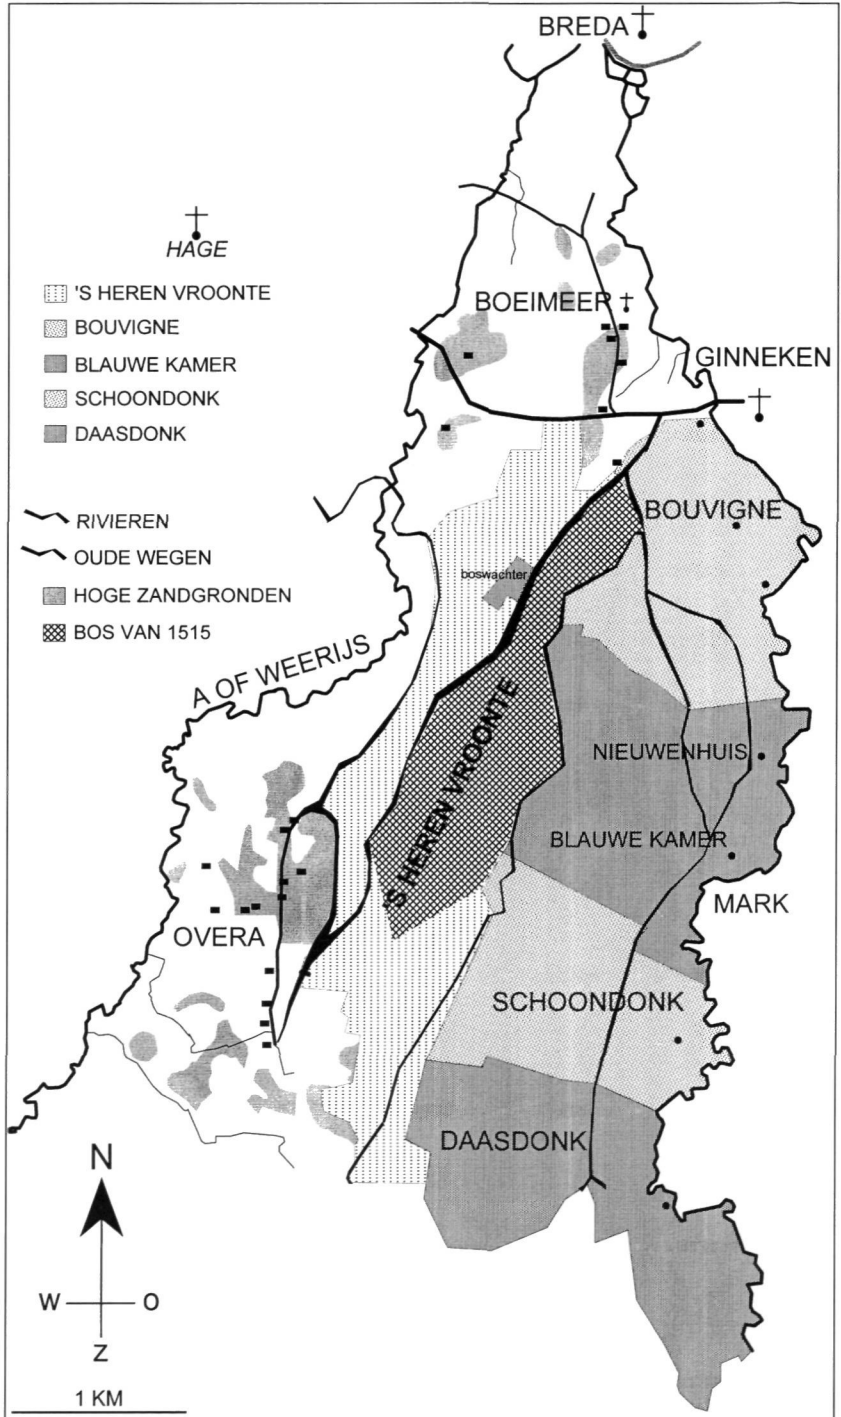 BREDA
HAGE
'S HEREN VROONTE
BOUVIGNE
BLAUWE KAMER
SCHOONDONK
DAASDONK
RIVIEREN
OUDE WEGEN
HOGE ZANDGRONDEN
BOS VAN 1515
BOEIMEER
GINNEKEN
BOUVIGNE
boswachter
A OF WEERIJS
'S HEREN VROONTE
NIEUWENHUIS
BLAUWE KAMER
MARK
OVERA
SCHOONDONK
DAASDONK
N
W O
Z
1 KM